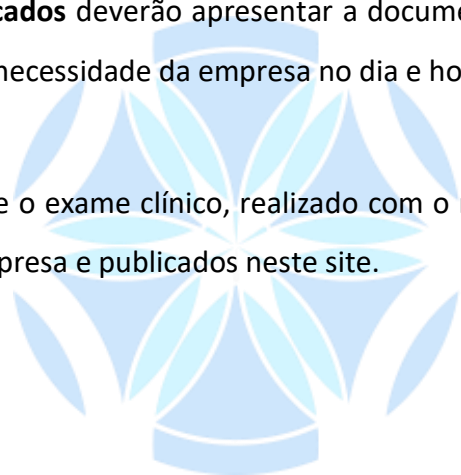 cados deverão apresentar a docume
necessidade da empresa no dia e ho
e o exame clínico, realizado com o
presa e publicados neste site.